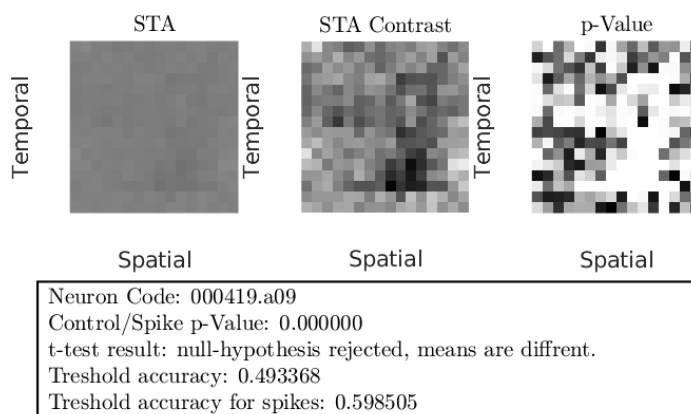 STA
STA Contrast
p-Value
Temporal
Temporal
Temporal
Spatial
Spatial
Spatial
Neuron Code: 000419.a09
Control/Spike p-Value: 0.000000
t-test result: null-hypothesis rejected, means are diffrent.
Treshold accuracy: 0.493368
Treshold accuracy for spikes: 0.598505